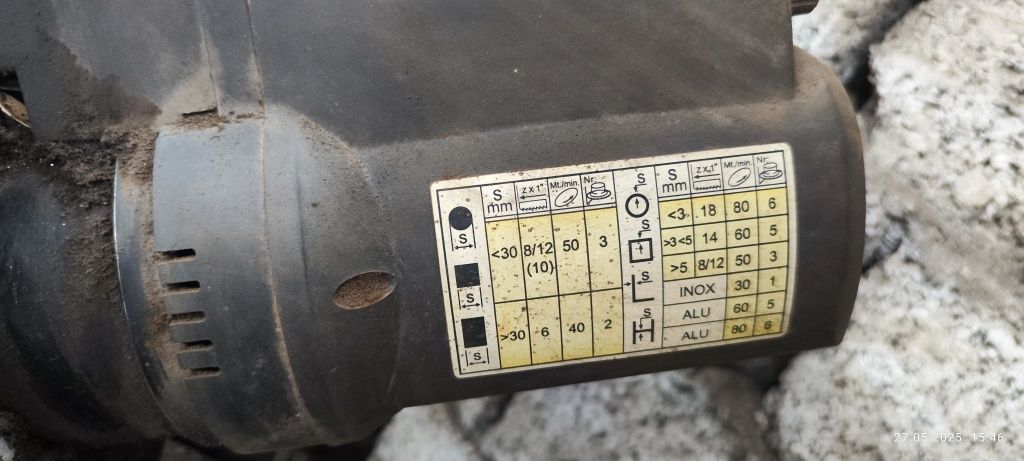 S mm z x 1" Mt./min. Nr.
S
<30 8/12 (10) 50 3
S
>30 6 40 2
S
S S mm z x 1" Mt./min. Nr.
<3 18 80 6
S >3<5 14 60 5
S >5 8/12 50 3
INOX 30 1
S ALU 60 5
ALU 80 6
27.05.2025 15:46